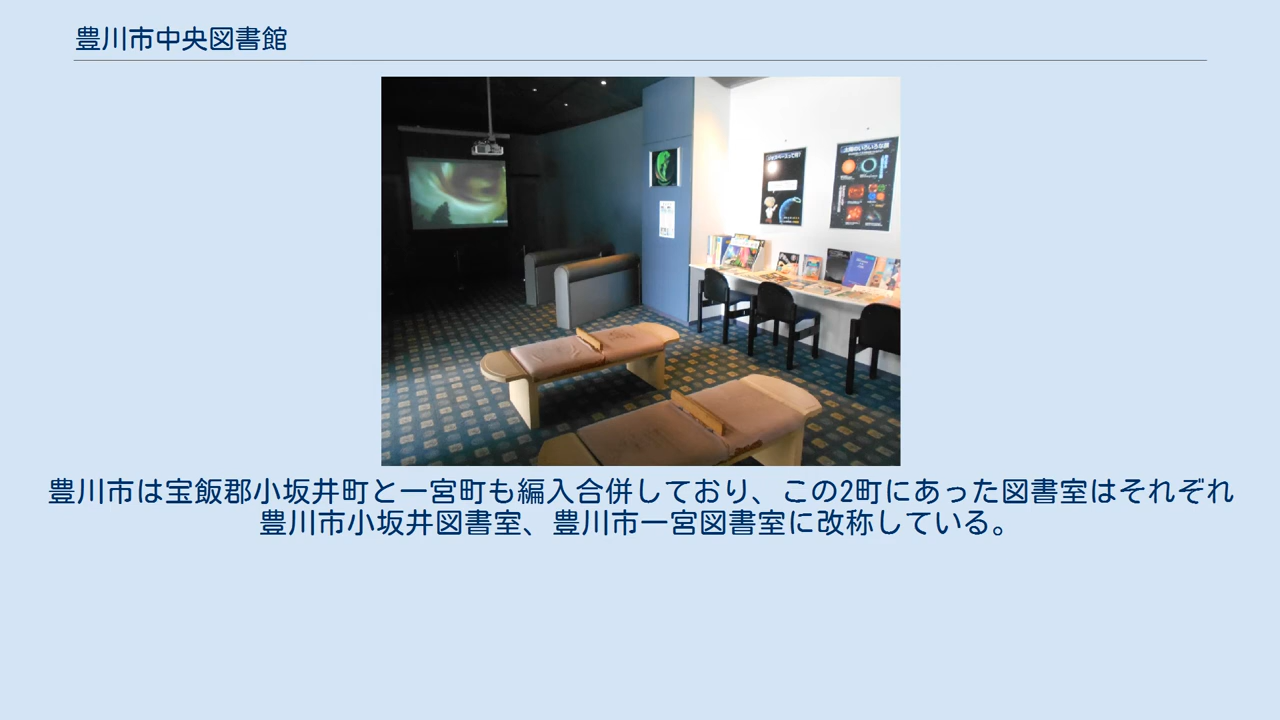 豊川市中央図書館
豊川市は宝飯郡小坂井町と一宮町も編入合併しており、この2町にあった図書室はそれぞれ
豊川市小坂井図書室、豊川市一宮図書室に改称している。